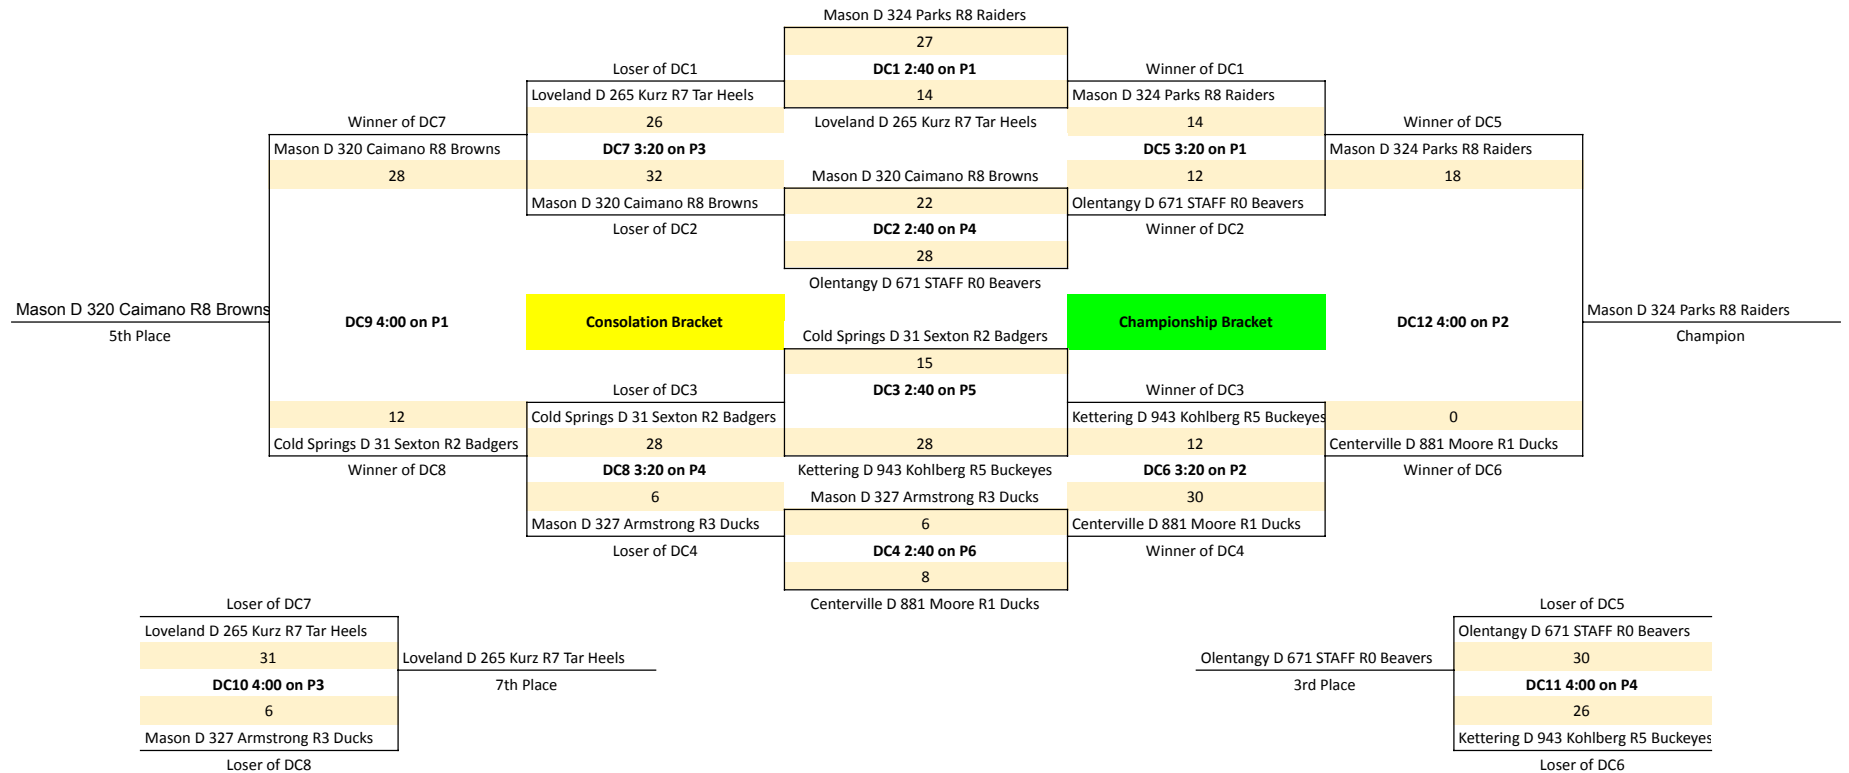 Mason D 324 Parks R8 Raiders
27
Loser of DC1
DC1 2:40 on P1
Winner of DC1
Loveland D 265 Kurz R7 Tar Heels
14
Mason D 324 Parks R8 Raiders
Winner of DC7
26
Loveland D 265 Kurz R7 Tar Heels
14
Winner of DC5
Mason D 320 Caimano R8 Browns
DC7 3:20 on P3
DC5 3:20 on P1
Mason D 324 Parks R8 Raiders
28
32
Mason D 320 Caimano R8 Browns
12
18
Mason D 320 Caimano R8 Browns
22
Olentangy D 671 STAFF R0 Beavers
Loser of DC2
DC2 2:40 on P4
Winner of DC2
28
Olentangy D 671 STAFF R0 Beavers
Mason D 320 Caimano R8 Browns
5th Place
DC9 4:00 on P1
Consolation Bracket
Cold Springs D 31 Sexton R2 Badgers
Championship Bracket
DC12 4:00 on P2
Mason D 324 Parks R8 Raiders
Champion
15
Loser of DC3
DC3 2:40 on P5
Winner of DC3
12
Cold Springs D 31 Sexton R2 Badgers
Kettering D 943 Kohlberg R5 Buckeyes
0
Cold Springs D 31 Sexton R2 Badgers
28
28
12
Centerville D 881 Moore R1 Ducks
Winner of DC8
DC8 3:20 on P4
Kettering D 943 Kohlberg R5 Buckeyes
DC6 3:20 on P2
Winner of DC6
6
Mason D 327 Armstrong R3 Ducks
30
Mason D 327 Armstrong R3 Ducks
6
Centerville D 881 Moore R1 Ducks
Loser of DC4
DC4 2:40 on P6
Winner of DC4
8
Centerville D 881 Moore R1 Ducks
Loser of DC7
Loveland D 265 Kurz R7 Tar Heels
31
Loveland D 265 Kurz R7 Tar Heels
DC10 4:00 on P3
7th Place
6
Mason D 327 Armstrong R3 Ducks
Loser of DC8
Loser of DC5
Olentangy D 671 STAFF R0 Beavers
Olentangy D 671 STAFF R0 Beavers
30
3rd Place
DC11 4:00 on P4
26
Kettering D 943 Kohlberg R5 Buckeyes
Loser of DC6